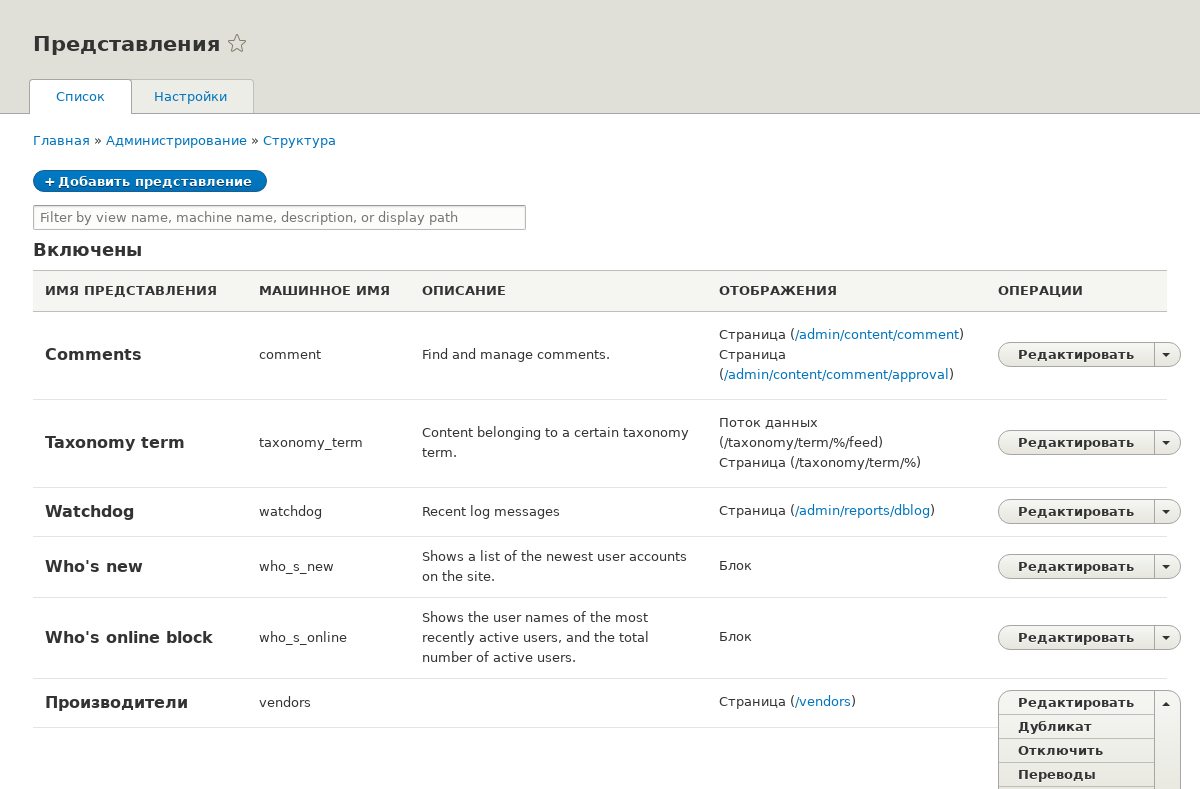 Представления
Список
Настройки
Главная » Администрирование » Структура
+ Добавить представление
Filter by view name, machine name, description, or display path
Включены
ИМЯ ПРЕДСТАВЛЕНИЯ МАШИННОЕ ИМЯ ОПИСАНИЕ ОТОБРАЖЕНИЯ ОПЕРАЦИИ
Comments
comment
Find and manage comments.
Страница (/admin/content/comment)
Страница
(/admin/content/comment/approval)
Редактировать
Taxonomy term
taxonomy_term
Content belonging to a certain taxonomy
term.
Поток данных
(/taxonomy/term/%/feed)
Страница (/taxonomy/term/%)
Редактировать
Watchdog
watchdog
Recent log messages
Страница (/admin/reports/dblog)
Редактировать
Who's new
who_s_new
Shows a list of the newest user accounts
on the site.
Блок
Редактировать
Who's online block
who_s_online
Shows the user names of the most
recently active users, and the total
number of active users.
Блок
Редактировать
Производители
vendors
Страница (/vendors)
Редактировать
Дубликат
Отключить
Переводы